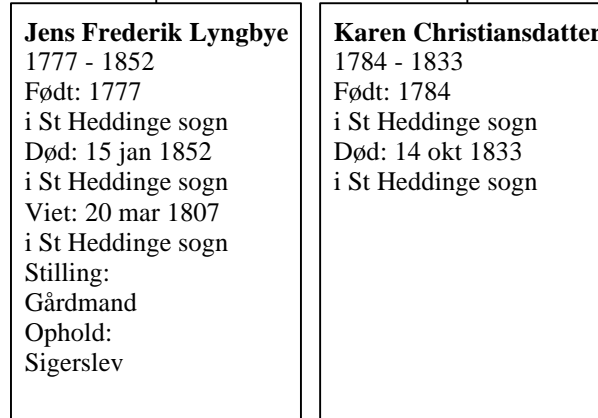 Jens Frederik Lyngbye
1777 - 1852
Født: 1777
i St Heddinge sogn
Død: 15 jan 1852
i St Heddinge sogn
Viet: 20 mar 1807
i St Heddinge sogn
Stilling:
Gårdmand
Ophold:
Sigerslev
Karen Christiansdatter
1784 - 1833
Født: 1784
i St Heddinge sogn
Død: 14 okt 1833
i St Heddinge sogn